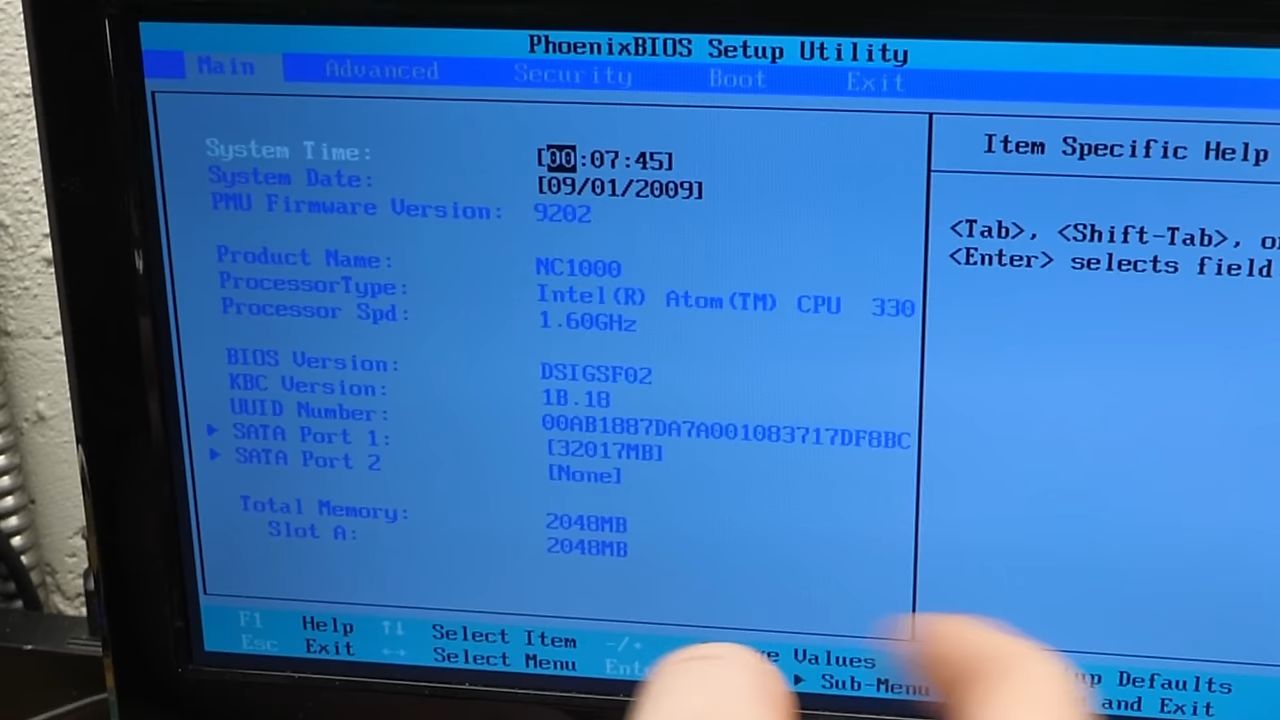 PhoenixBIOS Setup Utility
Main Advanced Security Boot Exit
System Time: [00:07:45]
System Date: [09/01/2009]
PMU Firmware Version: 9202
Product Name: NC1000
ProcessorType: Intel(R) Atom(TM) CPU 330
Processor Spd: 1.60GHz
BIOS Version: DSIGSF02
KBC Version: 1B.18
UUID Number: 00AB1887DA7A001083717DF8BC
SATA Port 1: [32017MB]
SATA Port 2 [None]
Total Memory: 2048MB
Slot A: 2048MB
Item Specific Help
<Tab>, <Shift-Tab>,
<Enter> selects field
F1 Help ↑↓ Select Item Values Defaults
Esc Exit ↔ Select Menu ▶ Sub-Menu and Exit